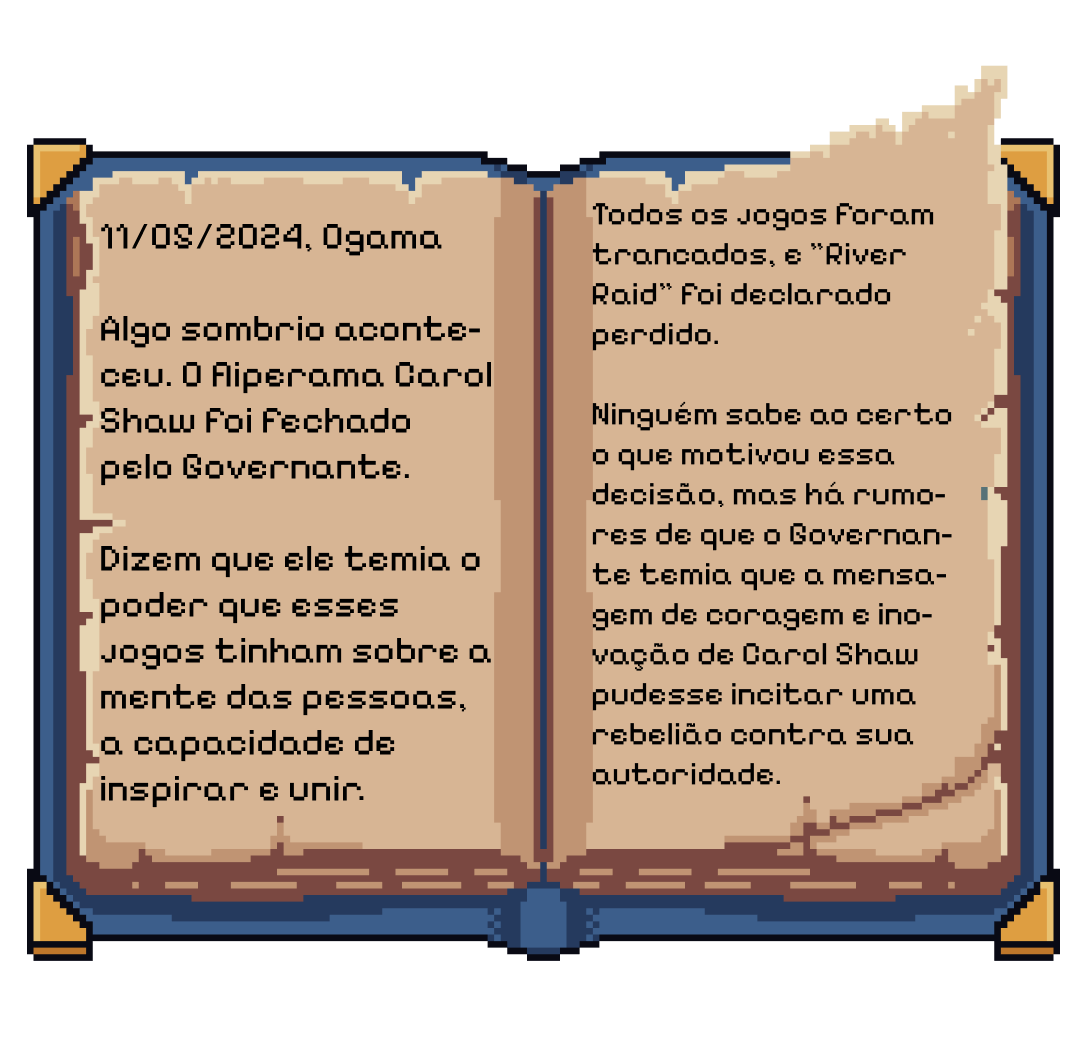 11/09/2024, Ogama
Algo sombrio aconte-
ceu. O Fliperama Carol
Shaw foi fechado
pelo Governante.
Dizem que ele temia o
poder que esses
jogos tinham sobre a
mente das pessoas,
a capacidade de
inspirar e unir.
Todos os jogos foram
trancados, e "River
Raid" foi declarado
perdido.
Ninguém sabe ao certo
o que motivou essa
decisão, mas há rumo-
res de que o Governan-
te temia que a mensa-
gem de coragem e ino-
vação de Carol Shaw
pudesse incitar uma
rebelião contra sua
autoridade.